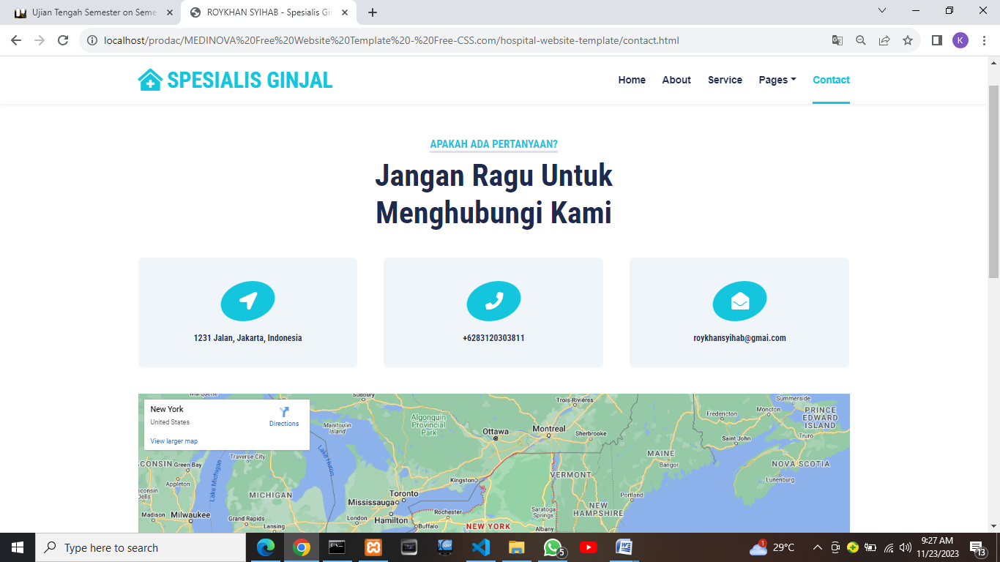 Ujian Tengah Semester on Seme
ROYKHAN SYIHAB - Spesialis Gin
localhost/prodac/MEDINOVA%20Free%20Website%20Template%20-%20Free-CSS.com/hospital-website-template/contact.html
K
SPESIALIS GINJAL
Home
About
Service
Pages
Contact
APAKAH ADA PERTANYAAN?
Jangan Ragu Untuk
Menghubungi Kami
1231 Jalan, Jakarta, Indonesia
+6283120303811
roykhansyihab@gmai.com
New York
United States
Directions
View larger map
Marquette
Sudbury
Trois-Rivières
Summerside
Moncton
PRINCE
EDWARD
ISLAND
Fredericton
Algonquin
Provincial
Park
Manitoulin
Island
Ottawa
Montreal
Sherbrooke
Saint John
Truro
Traverse City
Lake Huron
MAINE
Bangor
NOVA SCOTIA
SCONSIN
Green Bay
Lake Michigan
Appleton
Kingston
VERMONT
Lunenburg
consin
Dells
MICHIGAN
Toronto
Mississauga
Portland
Madison
Milwaukee
Grand Rapids
Lansing
London
Hamilton
Rochester
Buffalo
Saratoga
Springs
NEW
HAMPSHIRE
NEW YORK
Albany
Type here to search
5
1
29°C
9:27 AM
11/23/2023
13